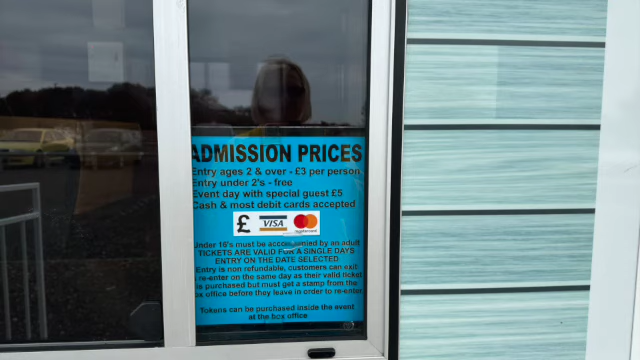 ADMISSION PRICES
Entry ages 2 & over - £3 per person
Entry under 2's - free
Event day with special guest £5
Cash & most debit cards accepted
£ VISA mastercard
under 16's must be accompanied by an adult
TICKETS ARE VALID FOR A SINGLE DAYS
ENTRY ON THE DATE SELECTED
Entry is non refundable, customers can exit
re-enter on the same day as their valid ticket
is purchased but must get a stamp from the
box office before they leave in order to re-enter
Tokens can be purchased inside the event
at the box office